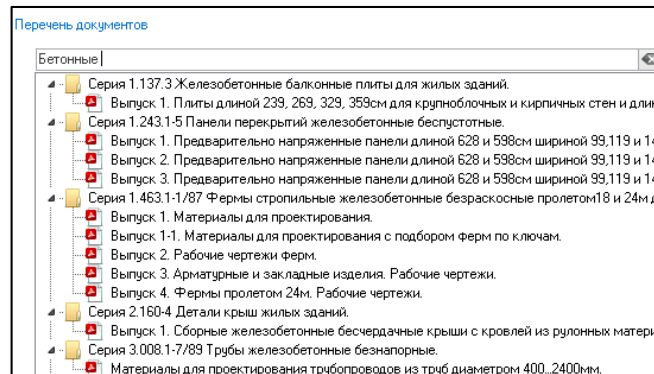 Перечень документов
Бетонные
Серия 1.137.3 Железобетонные балконные плиты для жилых зданий.
Выпуск 1. Плиты длиной 239, 269, 329, 359см для крупноблочных и кирпичных стен и длин
Серия 1.243.1-5 Панели перекрытий железобетонные беспустотные.
Выпуск 1. Предварительно напряженные панели длиной 628 и 598см шириной 99,119 и 14
Выпуск 2. Предварительно напряженные панели длиной 628 и 598см шириной 99,119 и 14
Выпуск 3. Предварительно напряженные панели длиной 628 и 598см шириной 99,119 и 14
Серия 1.463.1-1/87 Фермы стропильные железобетонные безраскосные пролетом18 и 24м д
Выпуск 1. Материалы для проектирования.
Выпуск 1-1. Материалы для проектирования с подбором ферм по ключам.
Выпуск 2. Рабочие чертежи ферм.
Выпуск 3. Арматурные и закладные изделия. Рабочие чертежи.
Выпуск 4. Фермы пролетом 24м. Рабочие чертежи.
Серия 2.160-4 Детали крыш жилых зданий.
Выпуск 1. Сборные железобетонные бесчердачные крыши с кровлей из рулонных матери
Серия 3.008.1-7/89 Трубы железобетонные безнапорные.
Материалы для проектирования трубопроводов из труб диаметром 400...2400мм.